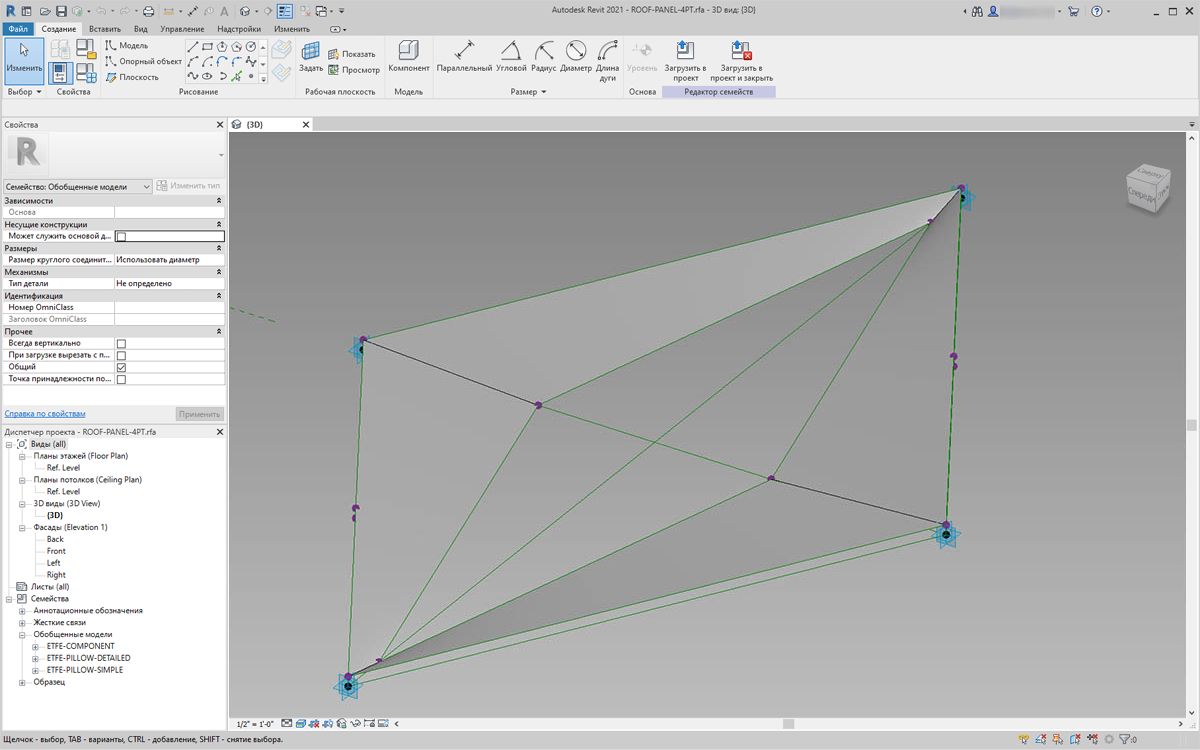 Autodesk Revit 2021 - ROOF-PANEL-4PT.rfa - 3D вид: {3D}
Файл Создание Вставить Вид Управление Надстройки Изменить
Изменить
Модель
Опорный объект
Плоскость
Задать
Показать
Просмотр
Компонент
Параллельный Угловой Радиус Диаметр Длина дуги
Уровень
Загрузить в проект
Загрузить в проект и закрыть
Выбор Свойства Рисование Рабочая плоскость Модель Размер Основа Редактор семейств
Свойства
{3D}
Семейство: Обобщенные модели
Изменить тип
Зависимости
Основа
Несущие конструкции
Может служить основой д...
Размеры
Размер круглого соединит... Использовать диаметр
Механизмы
Тип детали Не определено
Идентификация
Номер OmniClass
Заголовок OmniClass
Прочее
Всегда вертикально
При загрузке вырезать с п...
Общий
Точка принадлежности по...
Справка по свойствам
Применить
Диспетчер проекта - ROOF-PANEL-4PT.rfa
Виды (all)
Планы этажей (Floor Plan)
Ref. Level
Планы потолков (Ceiling Plan)
Ref. Level
3D виды (3D View)
{3D}
Фасады (Elevation 1)
Back
Front
Left
Right
Листы (all)
Семейства
Аннотационные обозначения
Жесткие связи
Обобщенные модели
ETFE-COMPONENT
ETFE-PILLOW-DETAILED
ETFE-PILLOW-SIMPLE
Образец
Сверху
Спереди
1/2" = 1'-0"
Щелчок - выбор, TAB - варианты, CTRL - добавление, SHIFT - снятие выбора.
:0